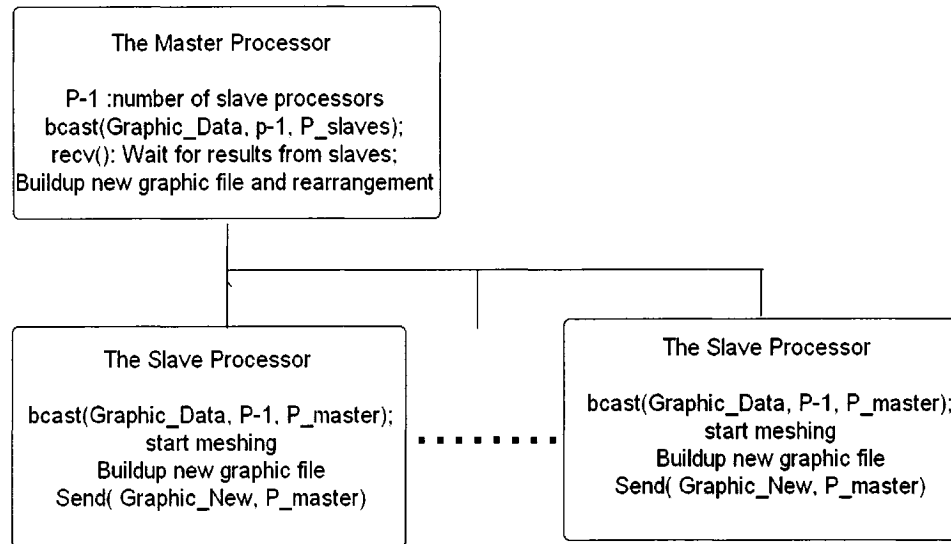 The Master Processor
P-1 :number of slave processors
bcast(Graphic_Data, p-1, P_slaves);
recv(): Wait for results from slaves;
Buildup new graphic file and rearrangement
The Slave Processor
bcast(Graphic_Data, P-1, P_master);
start meshing
Buildup new graphic file
Send( Graphic_New, P_master)
The Slave Processor
bcast(Graphic_Data, P-1, P_master);
start meshing
Buildup new graphic file
Send( Graphic_New, P_master)